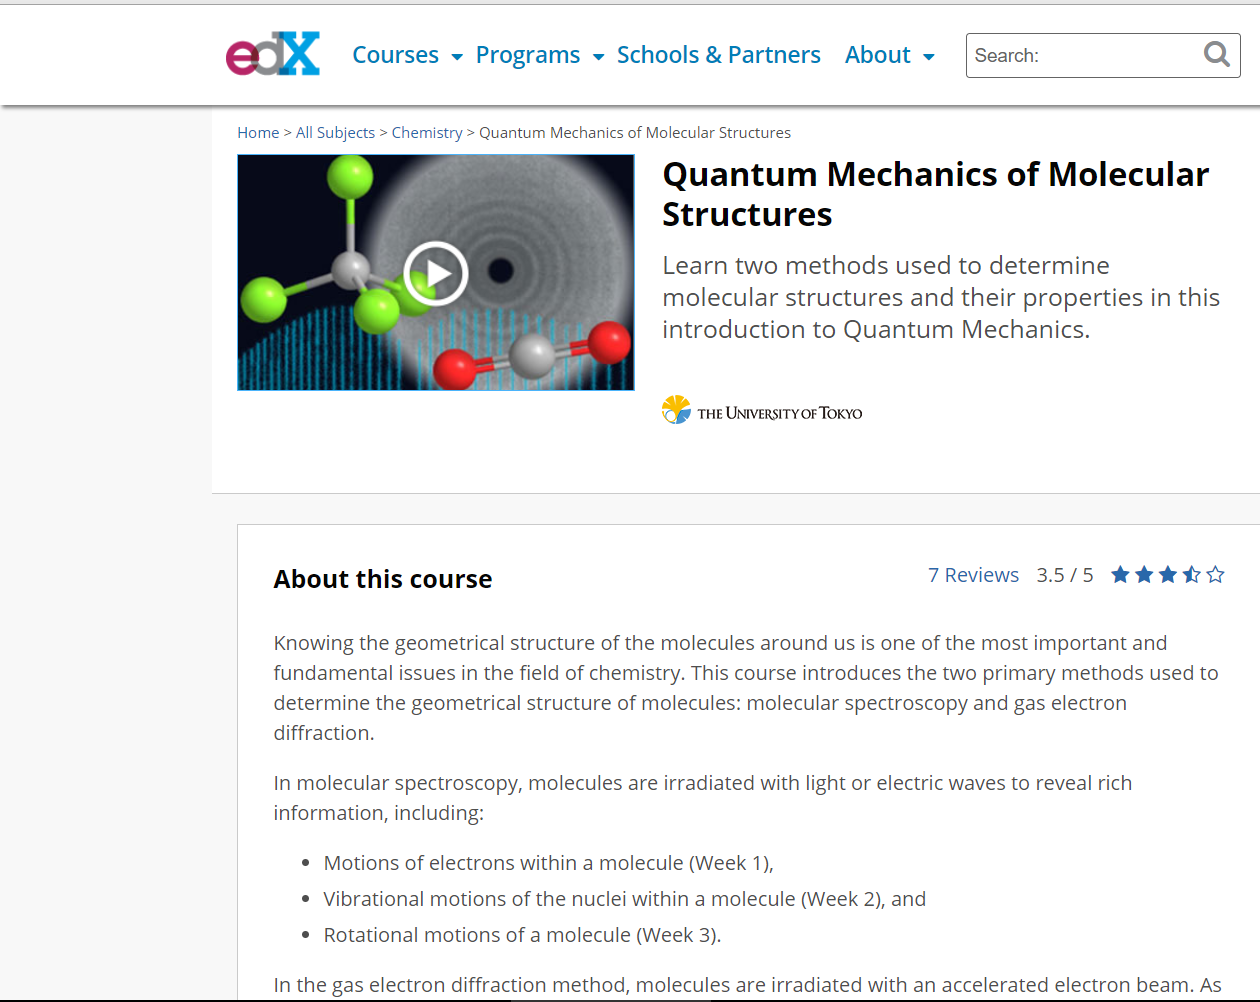 edX
Courses Programs Schools & Partners About Search:
Home > All Subjects > Chemistry > Quantum Mechanics of Molecular Structures
Quantum Mechanics of Molecular
Structures
Learn two methods used to determine
molecular structures and their properties in this
introduction to Quantum Mechanics.
THE UNIVERSITY OF TOKYO
About this course
7 Reviews 3.5 / 5
Knowing the geometrical structure of the molecules around us is one of the most important and
fundamental issues in the field of chemistry. This course introduces the two primary methods used to
determine the geometrical structure of molecules: molecular spectroscopy and gas electron
diffraction.
In molecular spectroscopy, molecules are irradiated with light or electric waves to reveal rich
information, including:
• Motions of electrons within a molecule (Week 1),
• Vibrational motions of the nuclei within a molecule (Week 2), and
• Rotational motions of a molecule (Week 3).
In the gas electron diffraction method, molecules are irradiated with an accelerated electron beam. As